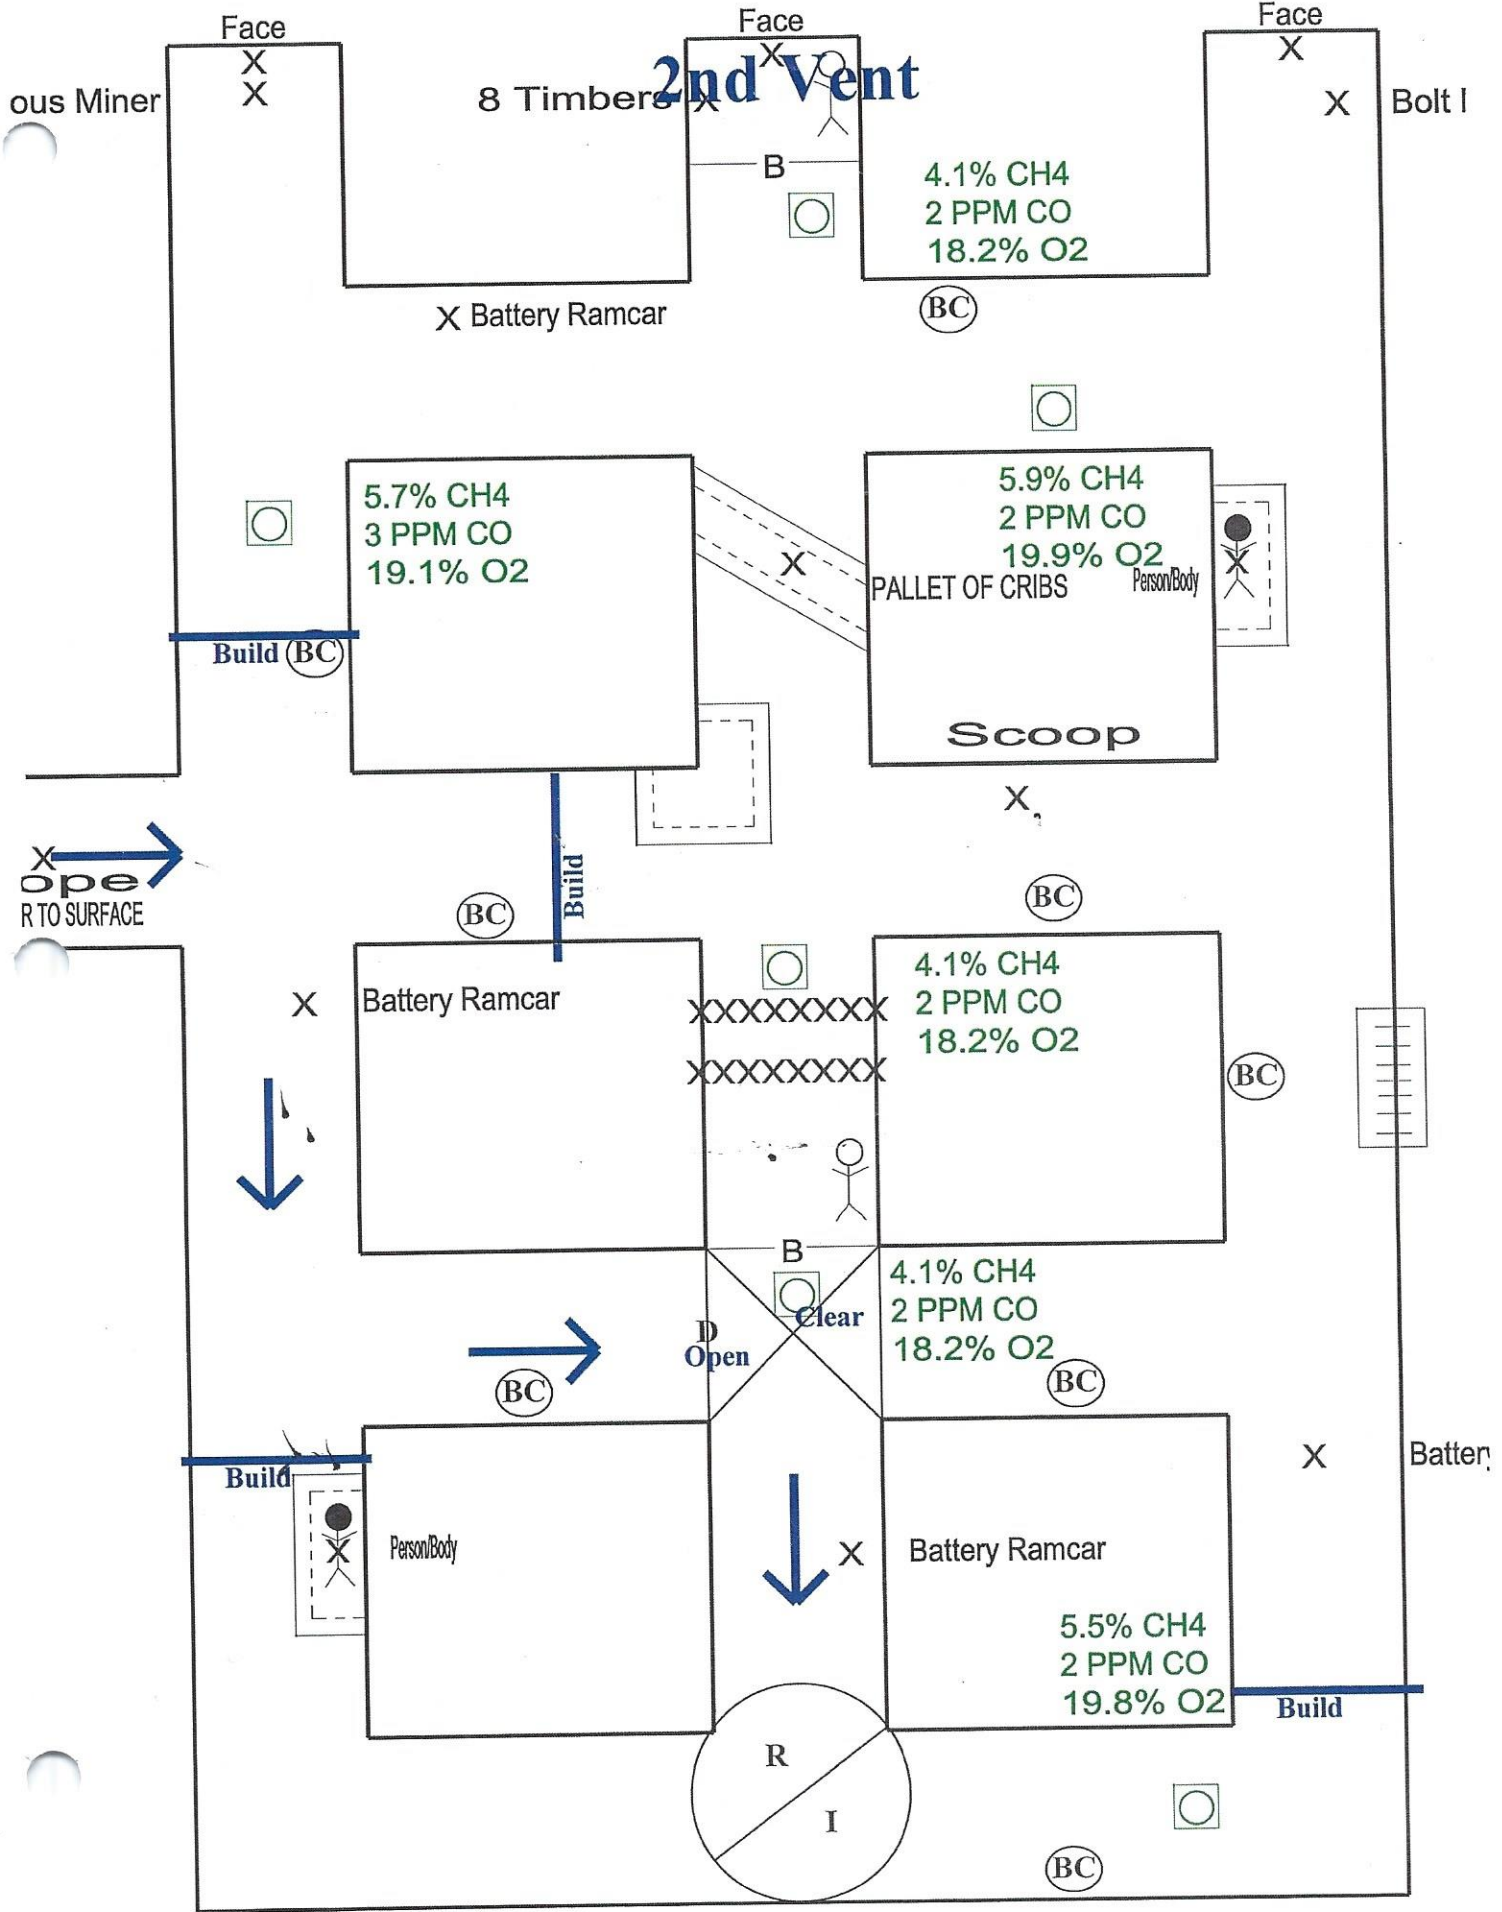 Face
Face
Face
X
X
X
X
2nd Vent
ous Miner
X
8 Timbers
X
X
Bolt
B
4.1% CH4
2 PPM CO
18.2% O2
BC
X Battery Ramcar
5.7% CH4
3 PPM CO
19.1% O2
5.9% CH4
2 PPM CO
19.9% O2
X
X
PALLET OF CRIBS
Person/Body
Build
BC
Scoop
X
X
ope
R TO SURFACE
Build
BC
BC
4.1% CH4
2 PPM CO
18.2% O2
X
Battery Ramcar
XXXXXXXX
XXXXXXXX
BC
B
4.1% CH4
2 PPM CO
18.2% O2
Clear
D
Open
BC
BC
Build
X
Batter
X
Person/Body
X
Battery Ramcar
5.5% CH4
2 PPM CO
19.8% O2
Build
R
I
BC